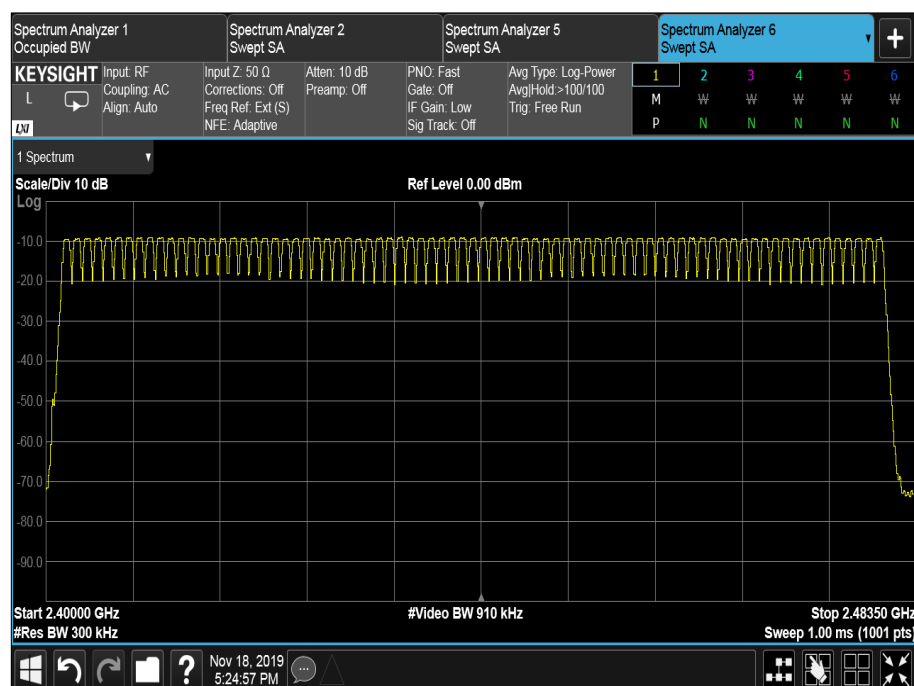 Spectrum Analyzer 1
Occupied BW
Spectrum Analyzer 2
Swept SA
Spectrum Analyzer 5
Swept SA
Spectrum Analyzer 6
Swept SA
KEYSIGHT
L
LXI
Input: RF
Coupling: AC
Align: Auto
Input Z: 50 Ω
Corrections: Off
Freq Ref: Ext (S)
NFE: Adaptive
Atten: 10 dB
Preamp: Off
PNO: Fast
Gate: Off
IF Gain: Low
Sig Track: Off
Avg Type: Log-Power
Avg|Hold:>100/100
Trig: Free Run
1 2 3 4 5 6
M W W W W W
P N N N N N
1 Spectrum
Scale/Div 10 dB
Ref Level 0.00 dBm
Log
-10.0
-20.0
-30.0
-40.0
-50.0
-60.0
-70.0
-80.0
-90.0
Start 2.40000 GHz
#Video BW 910 kHz
Stop 2.48350 GHz
#Res BW 300 kHz
Sweep 1.00 ms (1001 pts)
?
Nov 18, 2019
5:24:57 PM